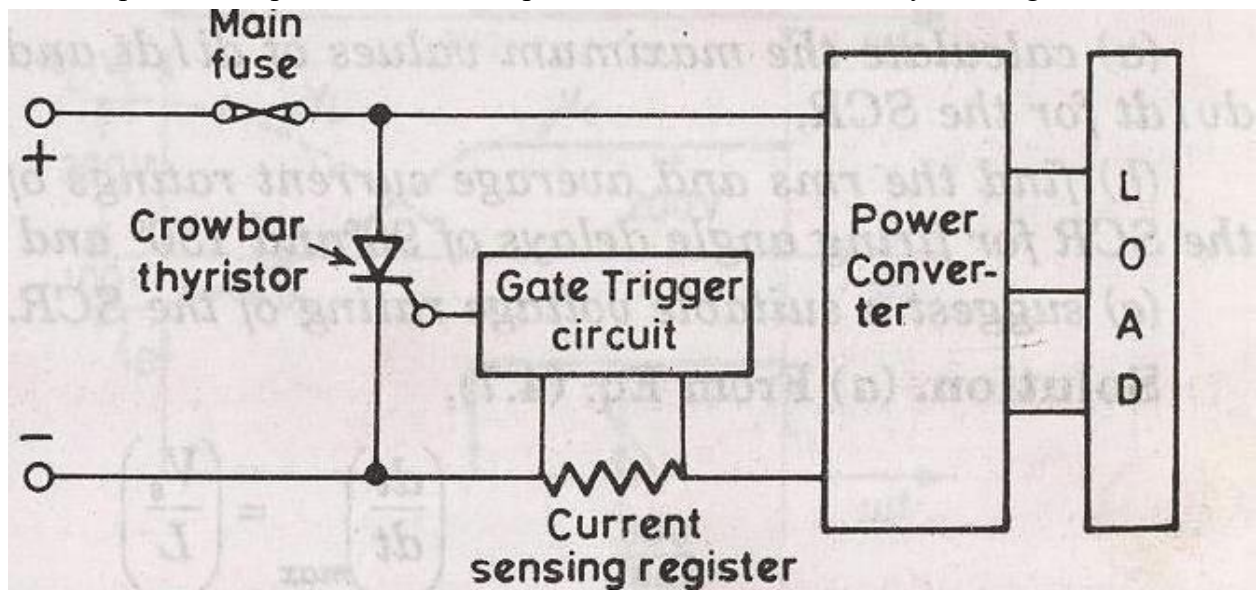 Main
fuse
+
Crowbar
thyristor
Gate Trigger
circuit
Power
Conver-
ter
L
O
A
D
−
Current
sensing register